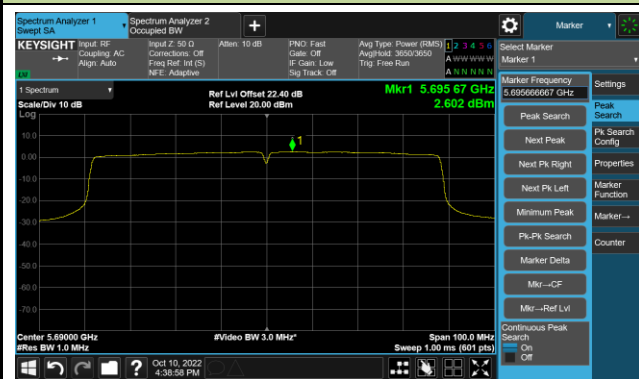 Spectrum Analyzer 1
Swept SA
Spectrum Analyzer 2
Occupied BW
+
Marker
KEYSIGHT
Input: RF
Coupling: AC
Align: Auto
Input Z: 50 Ω
Corrections: Off
Freq Ref: Int (S)
NFE: Adaptive
Atten: 10 dB
PNO: Fast
Gate: Off
IF Gain: Low
Sig Track: Off
Avg Type: Power (RMS)
Avg|Hold: 3650/3650
Trig: Free Run
1 2 3 4 5 6
A W W W W W
A N N N N N
LXI
Select Marker
Marker 1
1 Spectrum
Scale/Div 10 dB
Log
Ref Lvl Offset 22.40 dB
Ref Level 20.00 dBm
Mkr1 5.695 67 GHz
2.602 dBm
10.0
0.00
-10.0
-20.0
-30.0
-40.0
-50.0
-60.0
-70.0
1
Center 5.69000 GHz
#Res BW 1.0 MHz
#Video BW 3.0 MHz*
Span 100.0 MHz
Sweep 1.00 ms (601 pts)
Marker Frequency
5.695666667 GHz
Peak Search
Next Peak
Next Pk Right
Next Pk Left
Minimum Peak
Pk-Pk Search
Marker Delta
Mkr→CF
Mkr→Ref Lvl
Continuous Peak
Search
On
Off
Settings
Peak
Search
Pk Search
Config
Properties
Marker
Function
Marker→
Counter
?
Oct 10, 2022
4:38:58 PM